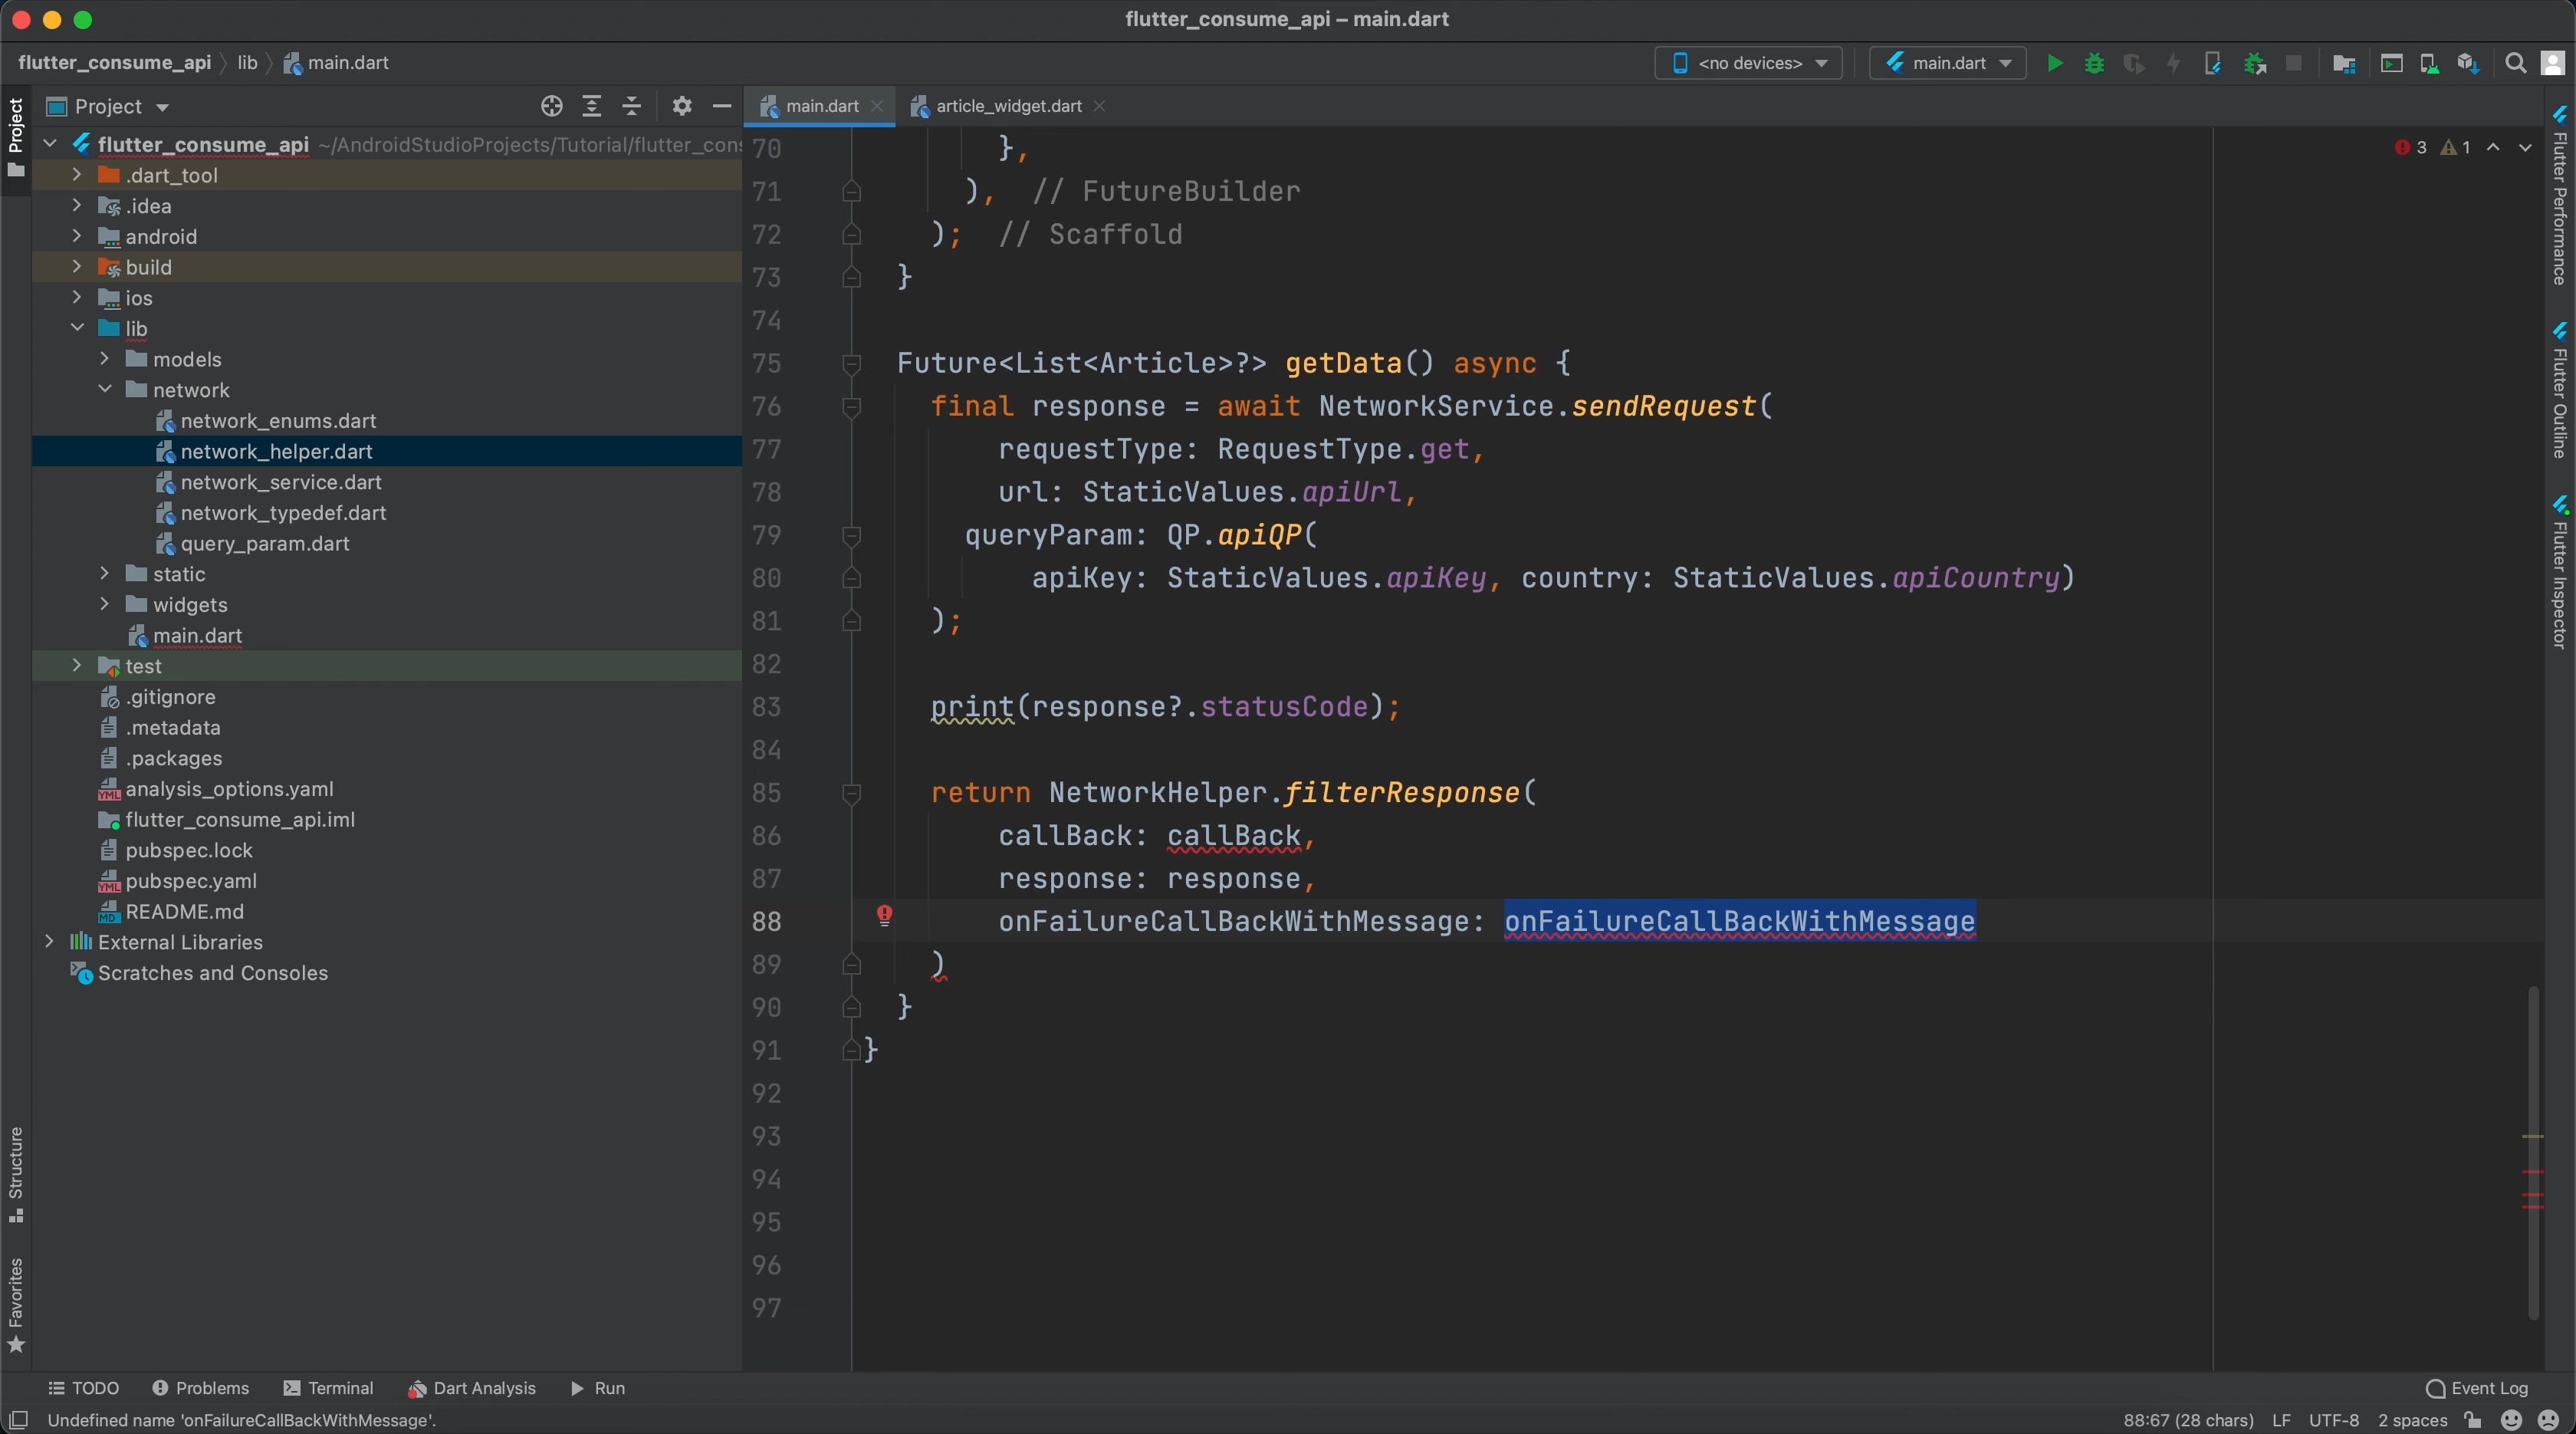 flutter_consume_api – main.dart
flutter_consume_api lib main.dart
<no devices> main.dart
Project
Project
main.dart
article_widget.dart
flutter_consume_api ~/AndroidStudioProjects/Tutorial/flutter_cons
.dart_tool
.idea
android
build
ios
lib
models
network
network_enums.dart
network_helper.dart
network_service.dart
network_typedef.dart
query_param.dart
static
widgets
main.dart
test
.gitignore
.metadata
.packages
analysis_options.yaml
flutter_consume_api.iml
pubspec.lock
pubspec.yaml
README.md
External Libraries
Scratches and Consoles
Structure
Favorites
3 1
70 },
71 ), // FutureBuilder
72 ); // Scaffold
73 }
74
75 Future<List<Article>?> getData() async {
76 final response = await NetworkService.sendRequest(
77 requestType: RequestType.get,
78 url: StaticValues.apiUrl,
79 queryParam: QP.apiQP(
80 apiKey: StaticValues.apiKey, country: StaticValues.apiCountry)
81 );
82
83 print(response?.statusCode);
84
85 return NetworkHelper.filterResponse(
86 callBack: callBack,
87 response: response,
88 onFailureCallBackWithMessage: onFailureCallBackWithMessage
89 )
90 }
91 }
92
93
94
95
96
97
Flutter Performance
Flutter Outline
Flutter Inspector
TODO Problems Terminal Dart Analysis Run Event Log
Undefined name 'onFailureCallBackWithMessage'. 88:67 (28 chars) LF UTF-8 2 spaces